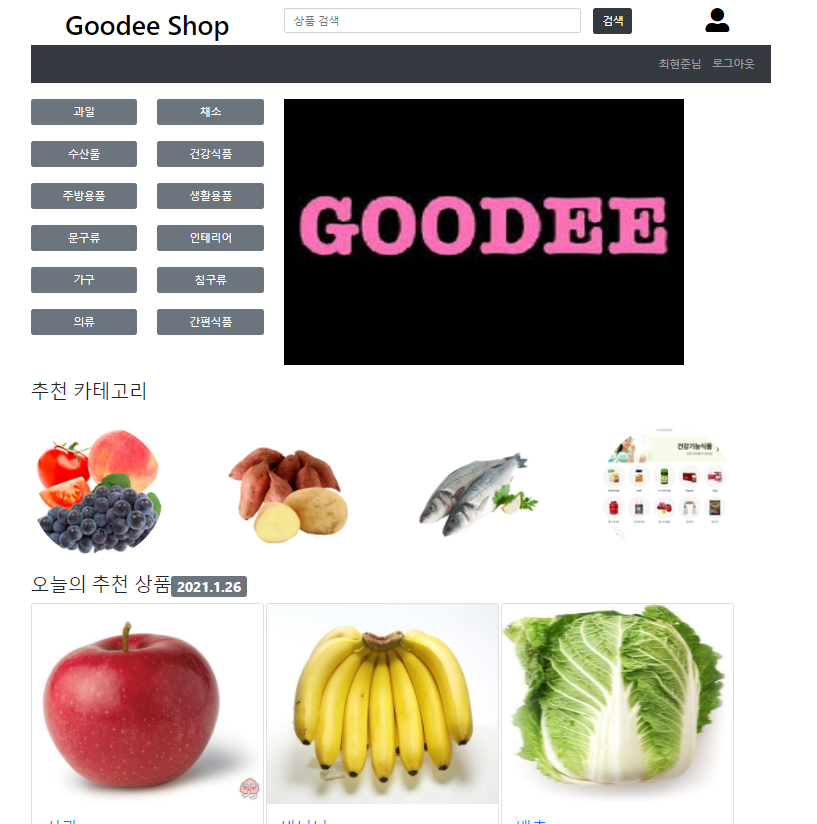 Goodee Shop
상품 검색
검색
최현준님 로그아웃
과일 채소
수산물 건강식품
주방용품 생활용품
문구류 인테리어
가구 침구류
의류 간편식품
GOODEE
추천 카테고리
건강기능식품
오늘의 추천 상품 2021.1.26